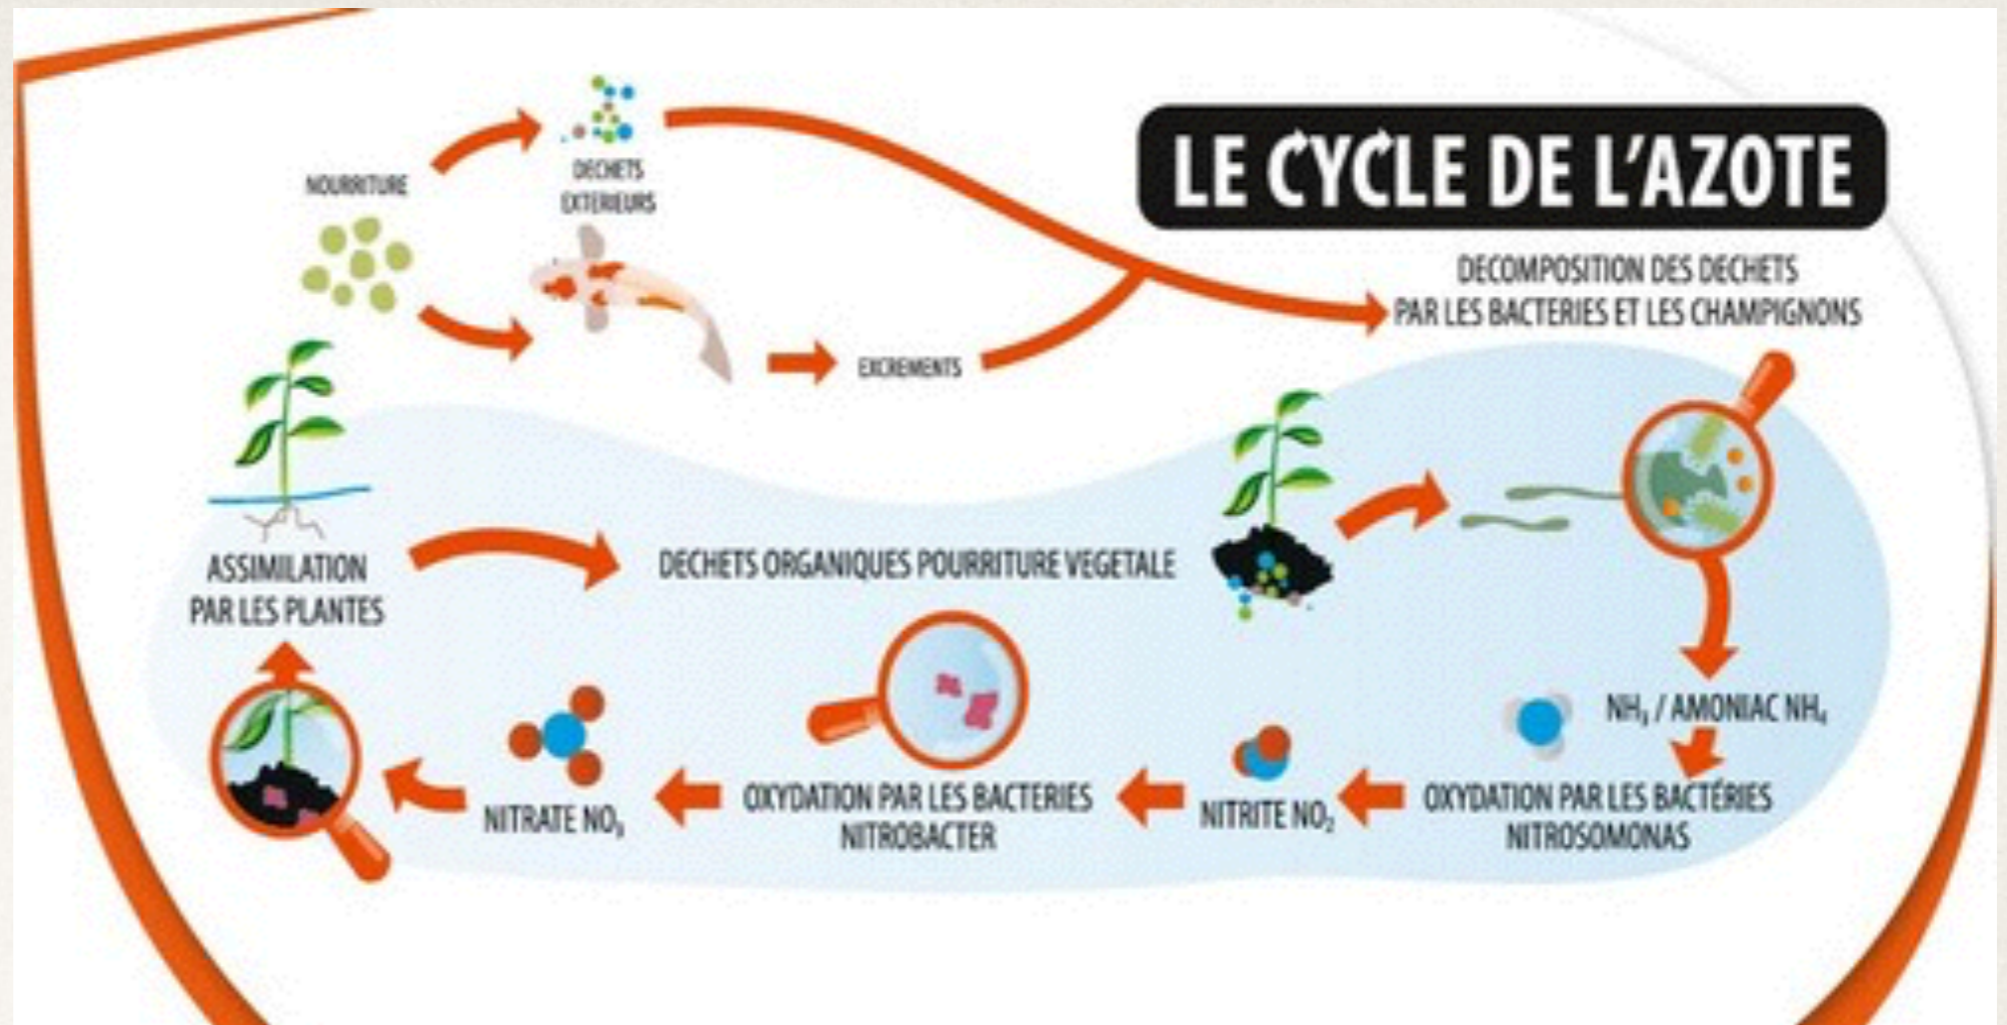 LE CYCLE DE L'AZOTE
NOURRITURE
DECHETS
EXTERIEURS
EXCREMENTS
DECOMPOSITION DES DECHETS
PAR LES BACTERIES ET LES CHAMPIGNONS
ASSIMILATION
PAR LES PLANTES
DECHETS ORGANIQUES POURRITURE VEGETALE
NH₃ / AMONIAC NH₄
OXYDATION PAR LES BACTÉRIES
NITROSOMONAS
NITRITE NO₂
OXYDATION PAR LES BACTERIES
NITROBACTER
NITRATE NO₃